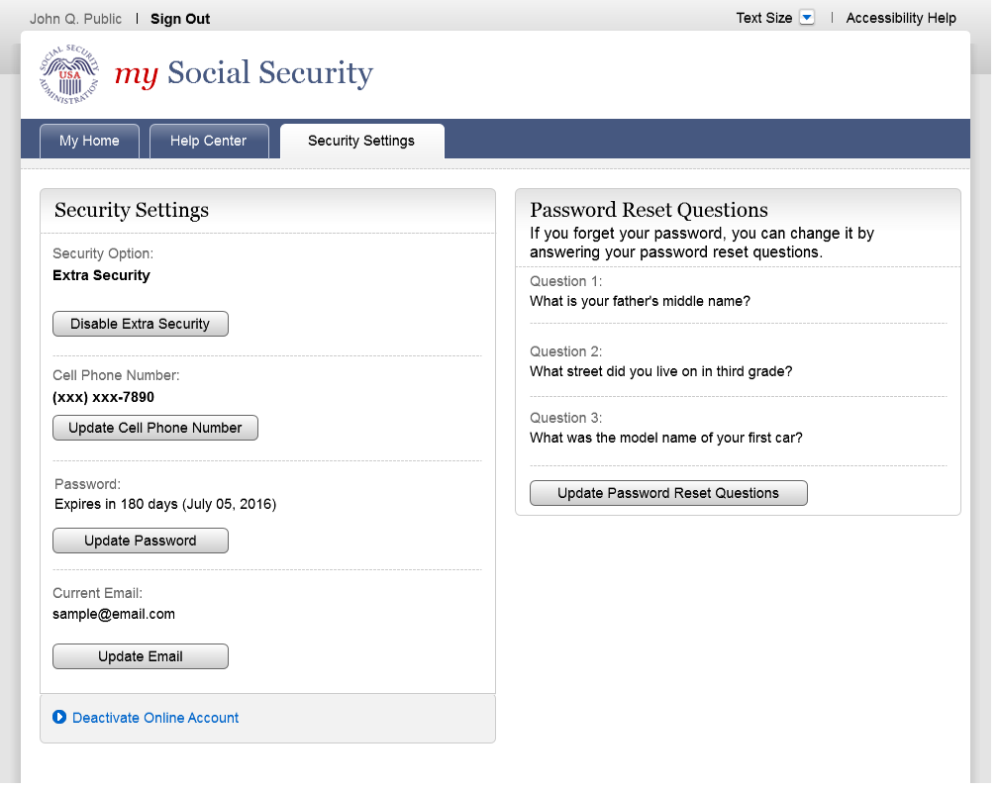 John Q. Public | Sign Out
Text Size | Accessibility Help
SOCIAL SECURITY ADMINISTRATION
USA
my Social Security
My Home
Help Center
Security Settings
Security Settings
Security Option:
Extra Security
Disable Extra Security
Cell Phone Number:
(xxx) xxx-7890
Update Cell Phone Number
Password:
Expires in 180 days (July 05, 2016)
Update Password
Current Email:
sample@email.com
Update Email
Deactivate Online Account
Password Reset Questions
If you forget your password, you can change it by
answering your password reset questions.
Question 1:
What is your father's middle name?
Question 2:
What street did you live on in third grade?
Question 3:
What was the model name of your first car?
Update Password Reset Questions